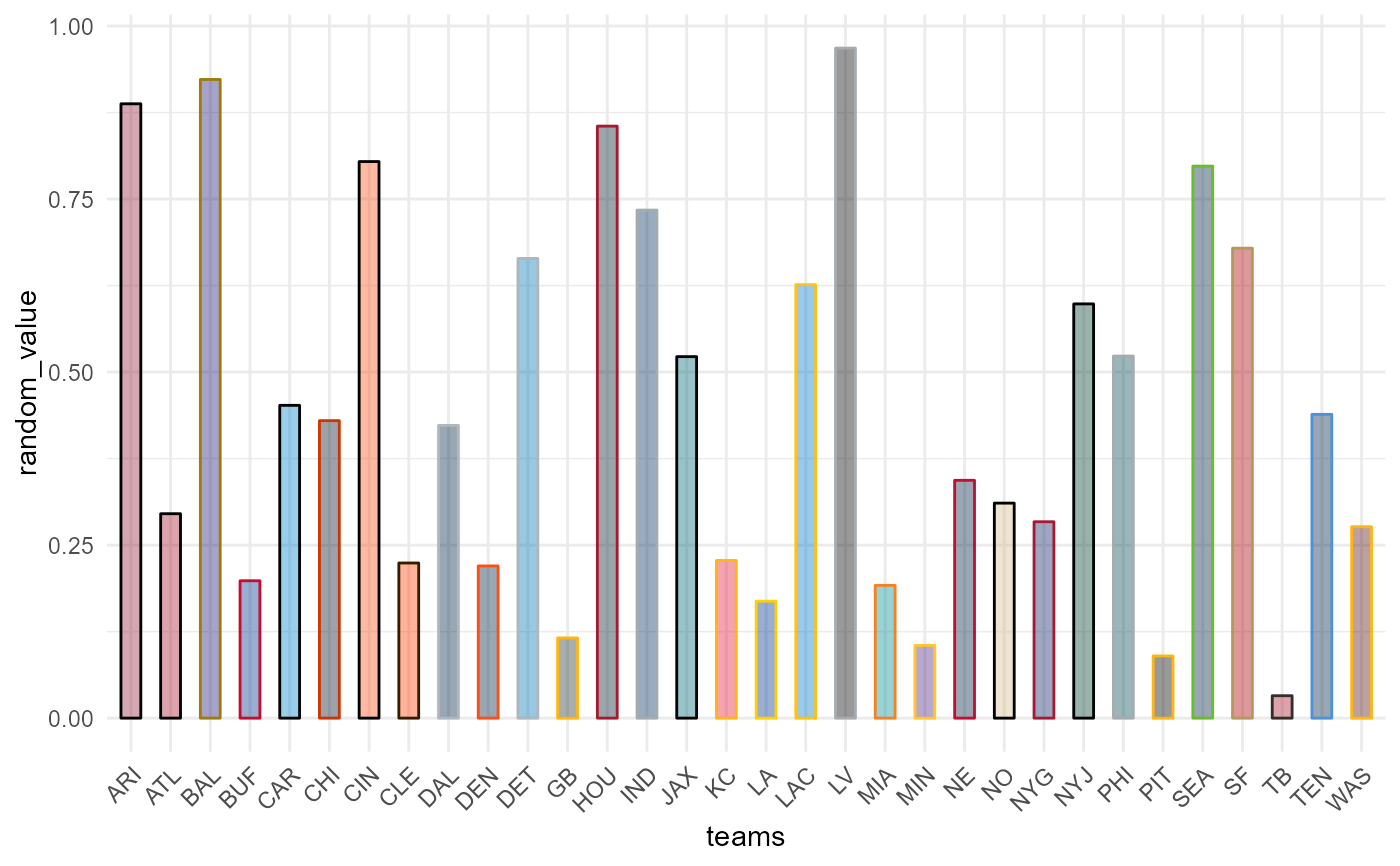 1.00
0.75
0.50
0.25
0.00
random_value
ARI ATL BAL BUF CAR CHI CIN CLE DAL DEN DET GB HOU IND JAX KC LA LAC LV MIA MIN NE NO NYG NYJ PHI PIT SEA SF TB TEN WAS
teams